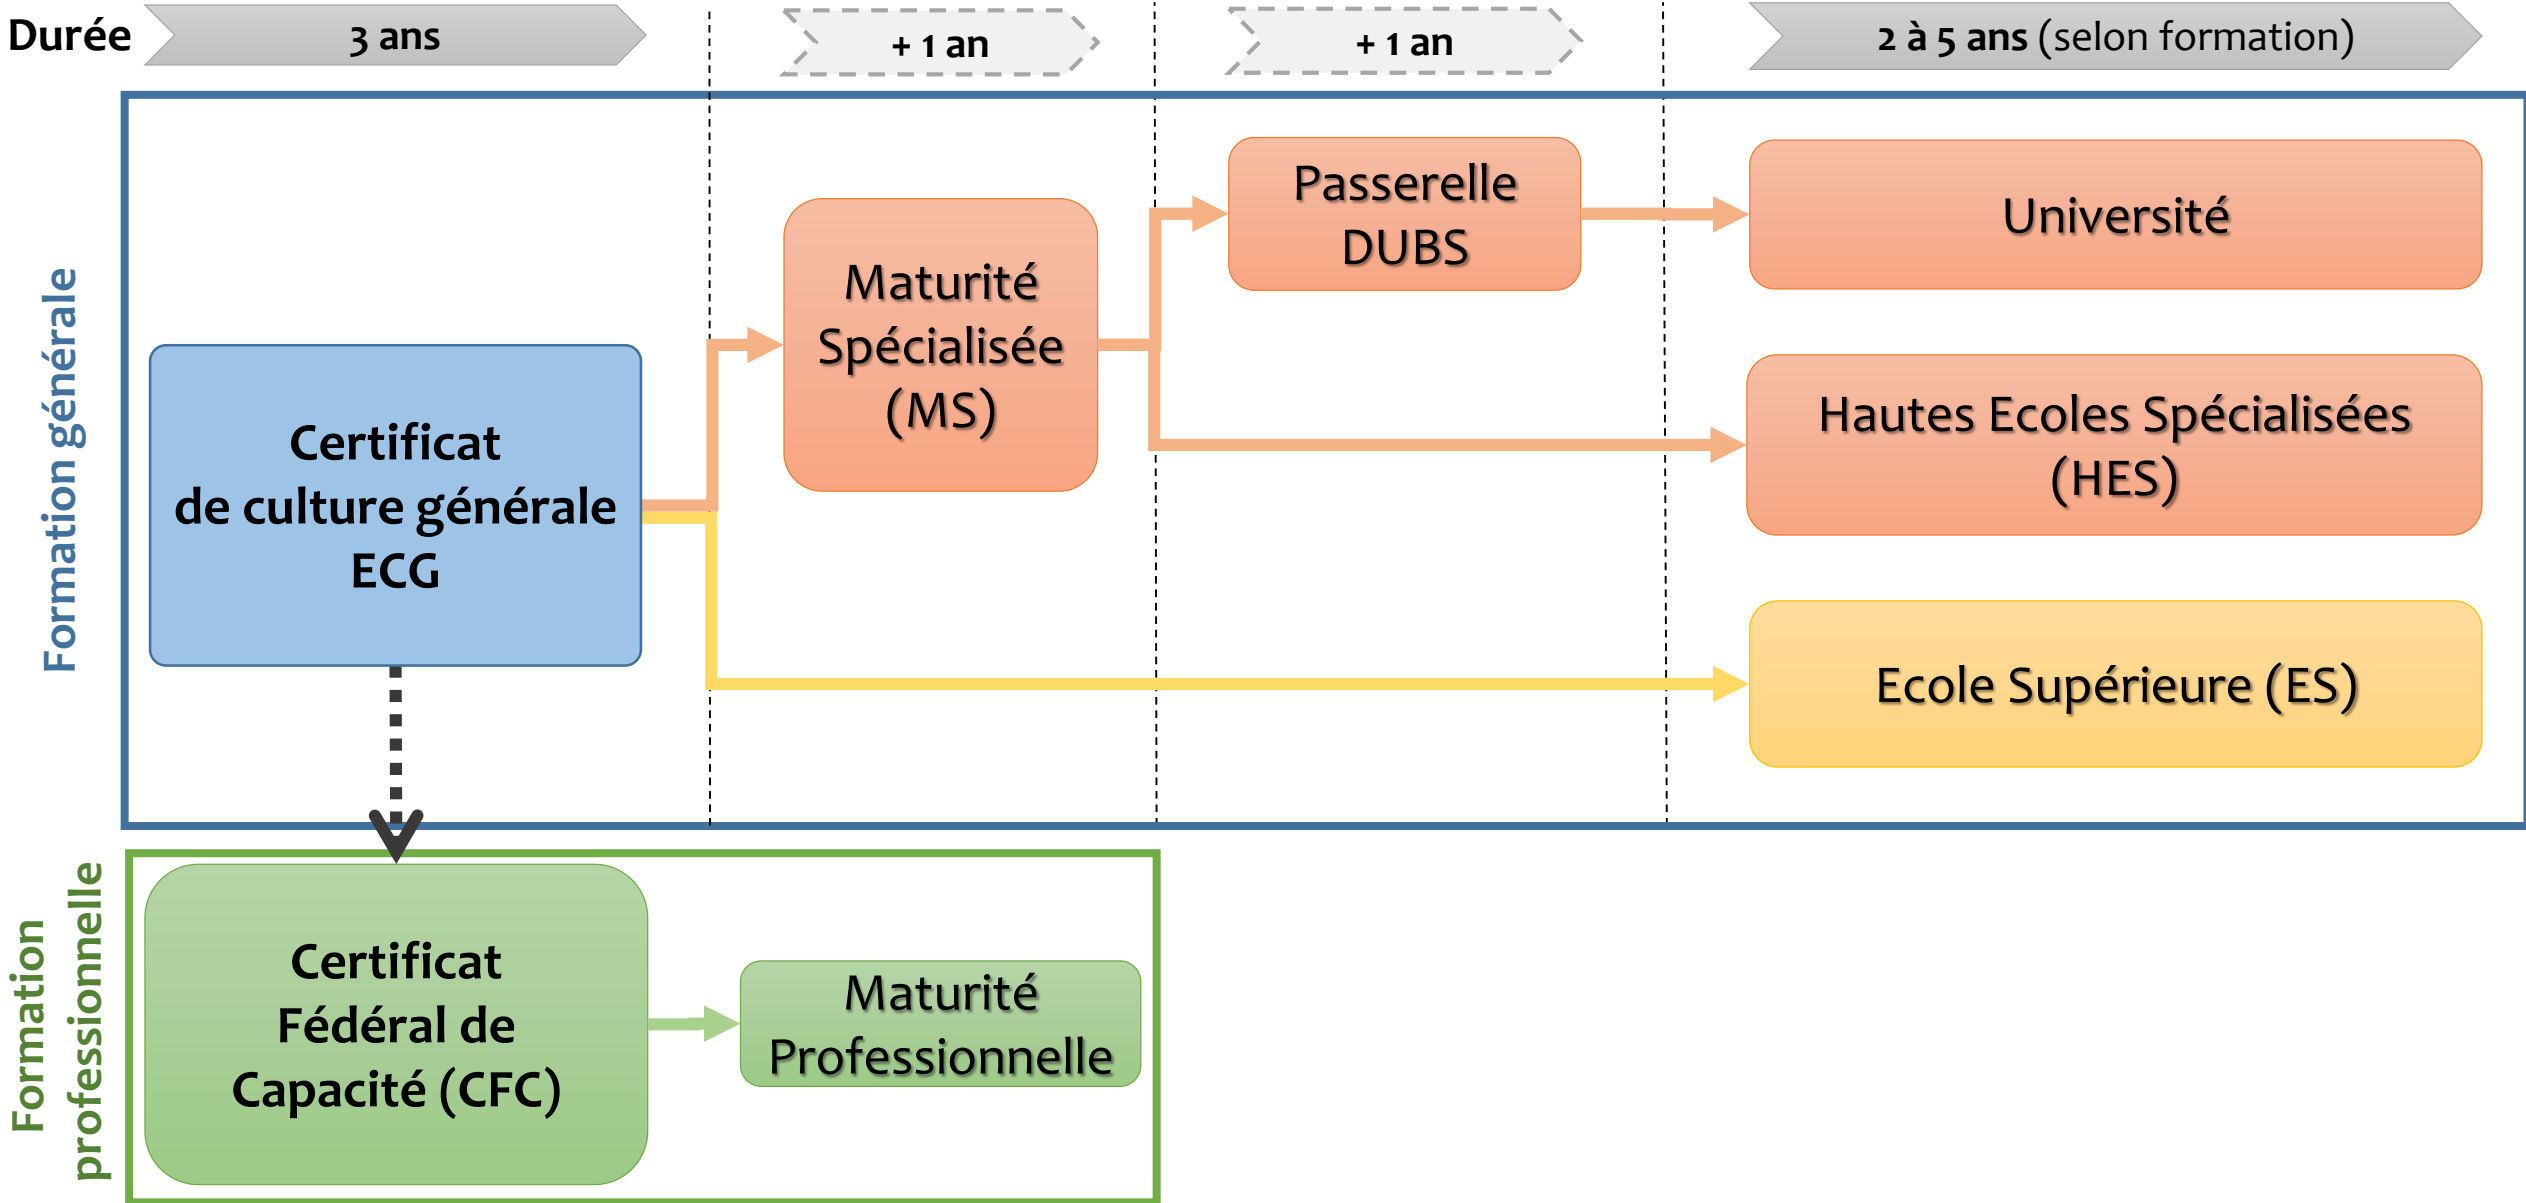 Durée
3 ans
+ 1 an
+ 1 an
2 à 5 ans (selon formation)
Formation générale
Certificat
de culture générale
ECG
Maturité
Spécialisée
(MS)
Passerelle
DUBS
Université
Hautes Ecoles Spécialisées
(HES)
Ecole Supérieure (ES)
Formation
professionnelle
Certificat
Fédéral de
Capacité (CFC)
Maturité
Professionnelle